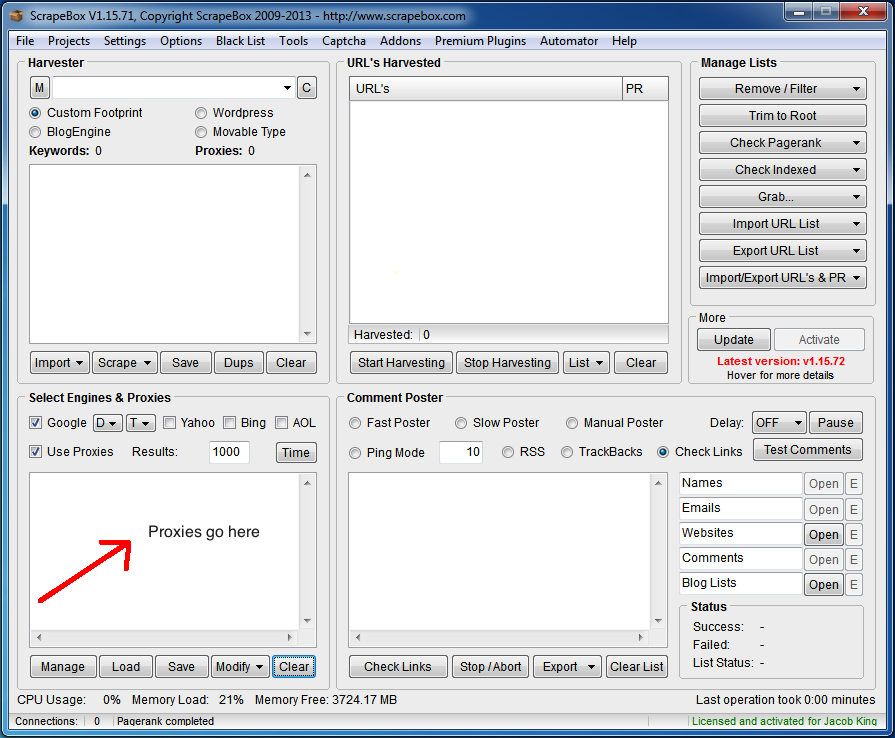 ScrapeBox V1.15.71, Copyright ScrapeBox 2009-2013 - http://www.scrapebox.com
File Projects Settings Options Black List Tools Captcha Addons Premium Plugins Automator Help
Harvester
M C
Custom Footprint Wordpress
BlogEngine Movable Type
Keywords: 0 Proxies: 0
Import Scrape Save Dups Clear
URL's Harvested
URL's PR
Harvested: 0
Start Harvesting Stop Harvesting List Clear
Manage Lists
Remove / Filter
Trim to Root
Check Pagerank
Check Indexed
Grab...
Import URL List
Export URL List
Import/Export URL's & PR
More
Update Activate
Latest version: v1.15.72
Hover for more details
Select Engines & Proxies
Google D T Yahoo Bing AOL
Use Proxies Results: 1000 Time
Proxies go here
Manage Load Save Modify Clear
Comment Poster
Fast Poster Slow Poster Manual Poster Delay: OFF Pause
Ping Mode 10 RSS TrackBacks Check Links Test Comments
Names Open E
Emails Open E
Websites Open E
Comments Open E
Blog Lists Open E
Status
Success: -
Failed: -
List Status: -
Check Links Stop / Abort Export Clear List
CPU Usage: 0% Memory Load: 21% Memory Free: 3724.17 MB Last operation took 0:00 minutes
Connections: 0 Pagerank completed Licensed and activated for Jacob King